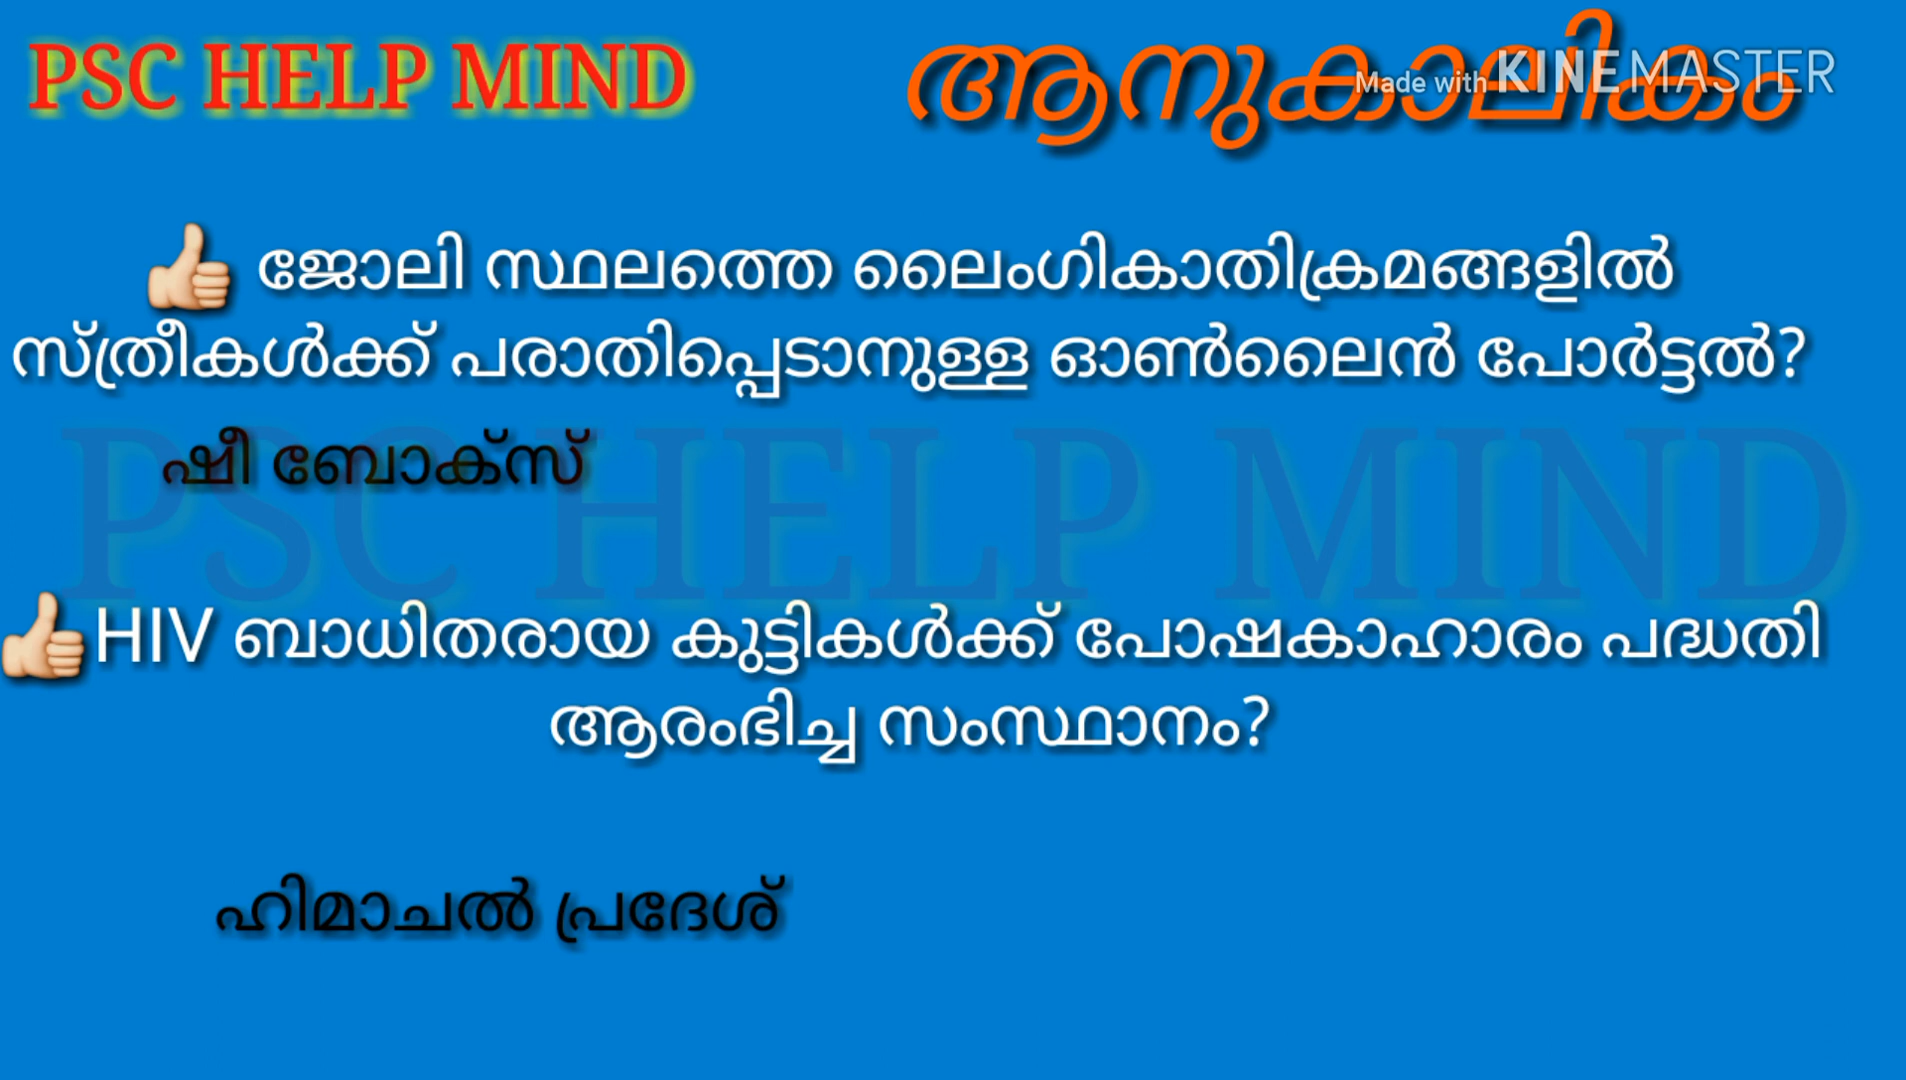 PSC HELP MIND
ആനുകാലികം
Made with KINEMASTER
👍 ജോലി സ്ഥലത്തെ ലൈംഗികാതിക്രമങ്ങളിൽ
സ്ത്രീകൾക്ക് പരാതിപ്പെടാനുള്ള ഓൺലൈൻ പോർട്ടൽ?
ഷീ ബോക്സ്
PSC HELP MIND
👍HIV ബാധിതരായ കുട്ടികൾക്ക് പോഷകാഹാരം പദ്ധതി
ആരംഭിച്ച സംസ്ഥാനം?
ഹിമാചൽ പ്രദേശ്